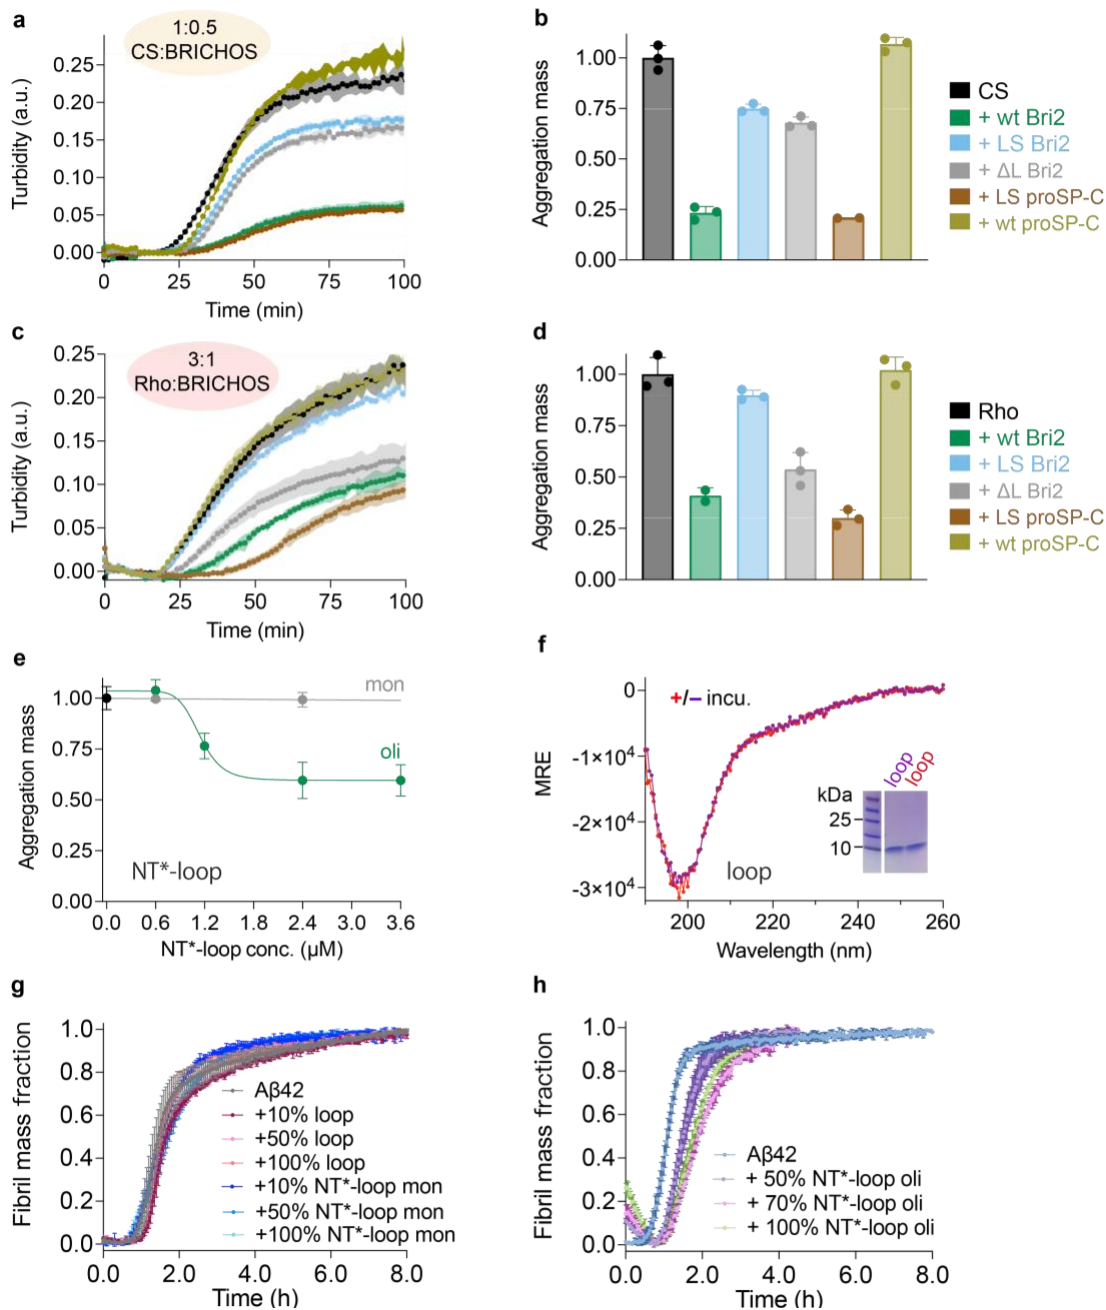 a
1:0.5
CS:BRICHOS
Turbidity (a.u.)
0.25
0.20
0.15
0.10
0.05
0.00
0 25 50 75 100
Time (min)
b
Aggregation mass
1.00
0.75
0.50
0.25
0.00
CS
+ wt Bri2
+ LS Bri2
+ ΔL Bri2
+ LS proSP-C
+ wt proSP-C
c
3:1
Rho:BRICHOS
Turbidity (a.u.)
0.25
0.20
0.15
0.10
0.05
0.00
0 25 50 75 100
Time (min)
d
Aggregation mass
1.00
0.75
0.50
0.25
0.00
Rho
+ wt Bri2
+ LS Bri2
+ ΔL Bri2
+ LS proSP-C
+ wt proSP-C
e
Aggregation mass
1.00
0.75
0.50
0.25
0.00
mon
oli
NT*-loop
0.0 0.6 1.2 1.8 2.4 3.0 3.6
NT*-loop conc. (µM)
f
MRE
0
-1×10⁴
-2×10⁴
-3×10⁴
+/− incu.
loop
loop loop
kDa
25
10
200 220 240 260
Wavelength (nm)
g
Fibril mass fraction
1.0
0.8
0.6
0.4
0.2
0.0
Aβ42
+10% loop
+50% loop
+100% loop
+10% NT*-loop mon
+50% NT*-loop mon
+100% NT*-loop mon
0.0 2.0 4.0 6.0 8.0
Time (h)
h
Fibril mass fraction
1.0
0.8
0.6
0.4
0.2
0.0
Aβ42
+ 50% NT*-loop oli
+ 70% NT*-loop oli
+ 100% NT*-loop oli
0.0 2.0 4.0 6.0 8.0
Time (h)